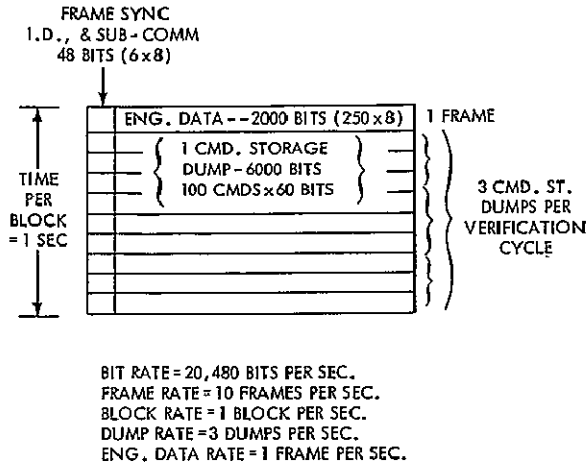 FRAME SYNC
I.D., & SUB-COMM
48 BITS (6x8)
ENG. DATA--2000 BITS (250x8)
1 FRAME
1 CMD. STORAGE
DUMP-6000 BITS
100 CMDSx60 BITS
TIME
PER
BLOCK
=1 SEC
3 CMD. ST.
DUMPS PER
VERIFICATION
CYCLE
BIT RATE=20,480 BITS PER SEC.
FRAME RATE=10 FRAMES PER SEC.
BLOCK RATE=1 BLOCK PER SEC.
DUMP RATE=3 DUMPS PER SEC.
ENG. DATA RATE=1 FRAME PER SEC.